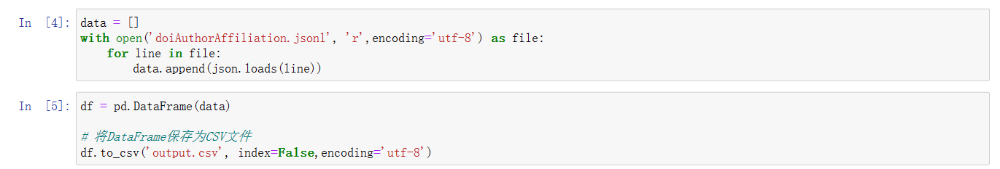 In [4]: data = []
with open('doiAuthorAffiliation.jsonl', 'r',encoding='utf-8') as file:
    for line in file:
        data.append(json.loads(line))
In [5]: df = pd.DataFrame(data)
# 将DataFrame保存为CSV文件
df.to_csv('output.csv', index=False,encoding='utf-8')